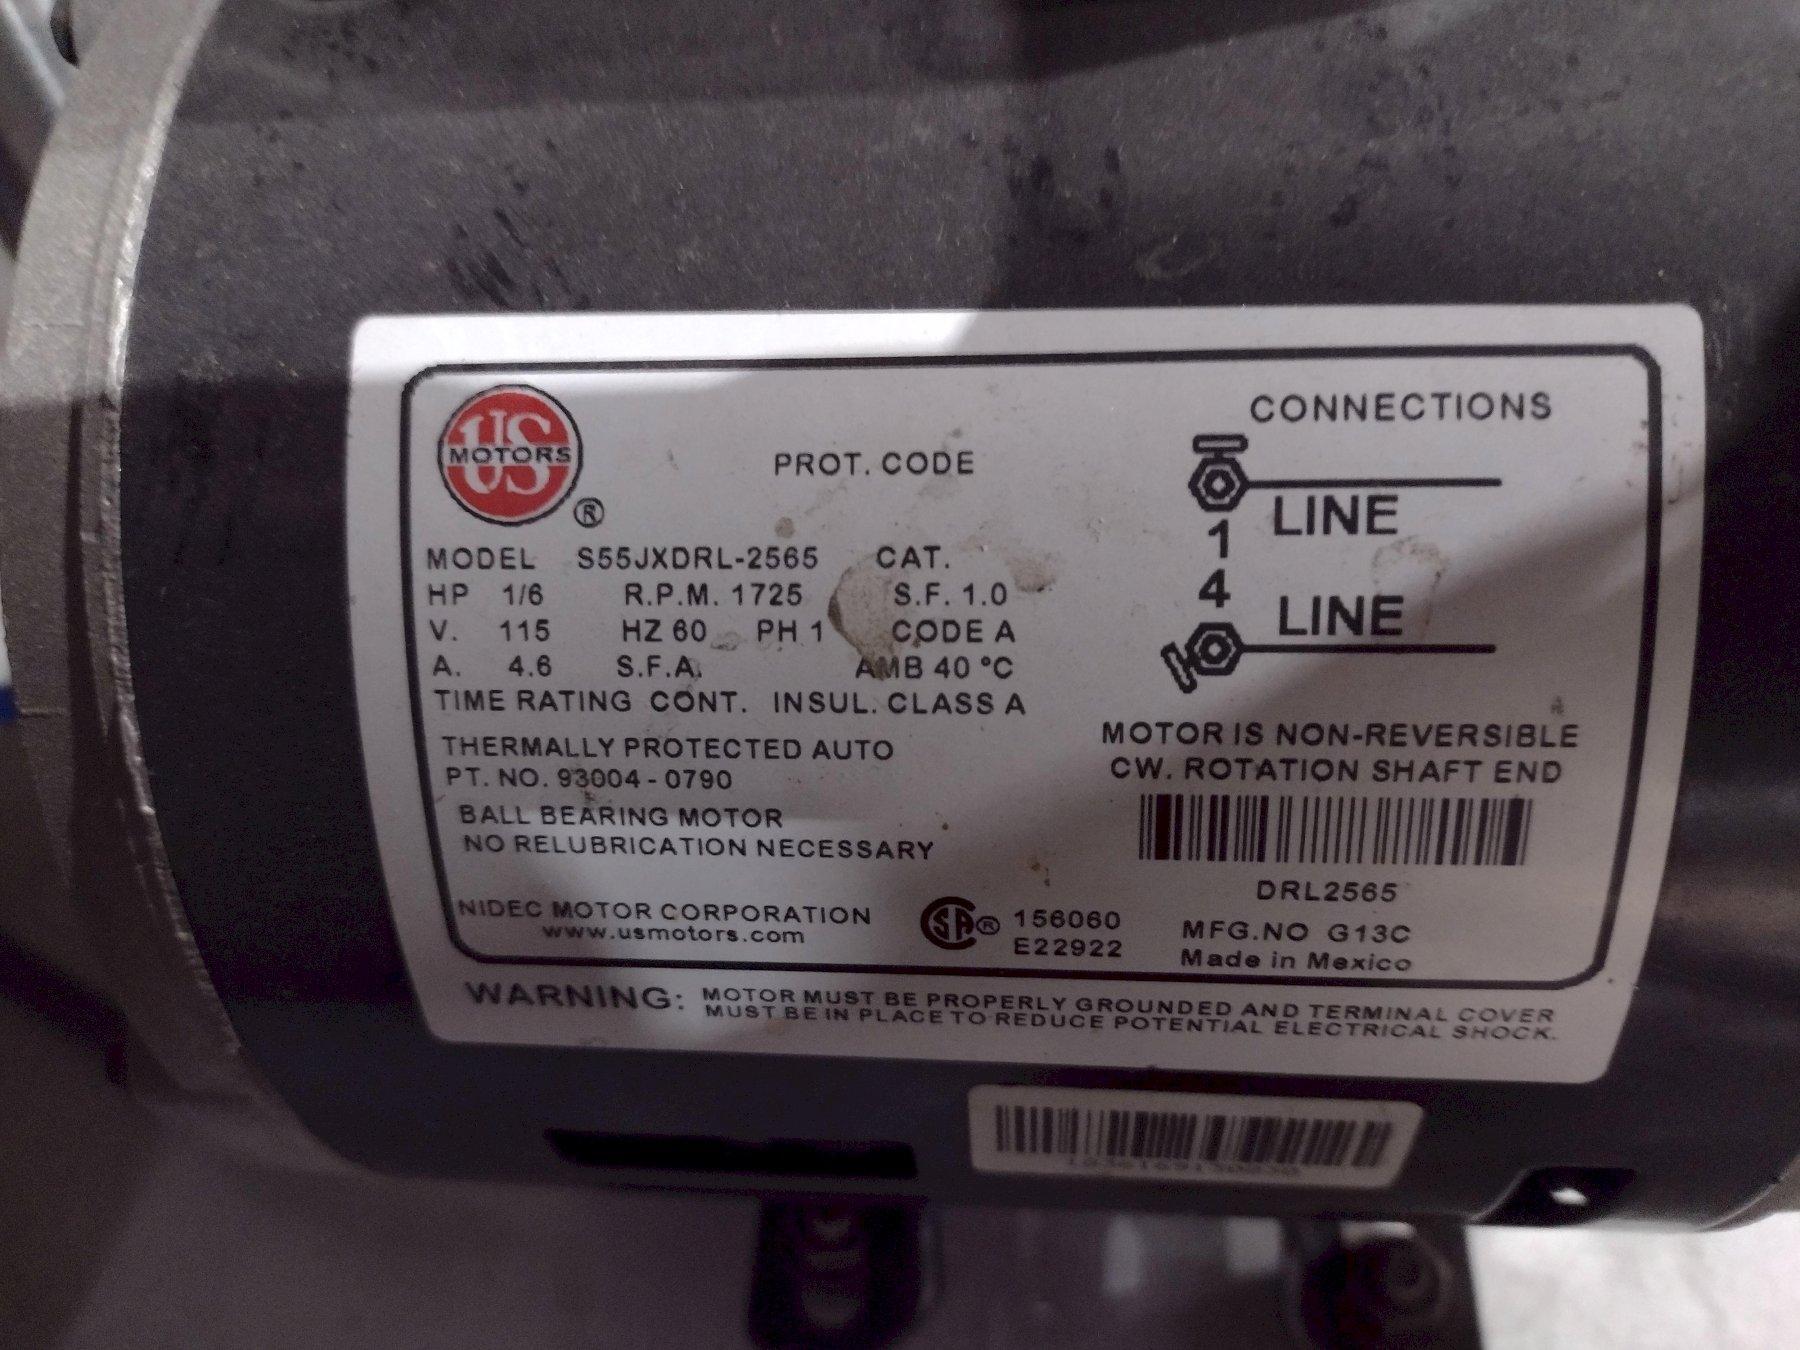 US
MOTORS
®
PROT. CODE
MODEL S55JXDRL-2565 CAT.
HP 1/6 R.P.M. 1725 S.F. 1.0
V. 115 HZ 60 PH 1 CODE A
A. 4.6 S.F.A. AMB 40 °C
TIME RATING CONT. INSUL. CLASS A
THERMALLY PROTECTED AUTO
PT. NO. 93004-0790
BALL BEARING MOTOR
NO RELUBRICATION NECESSARY
NIDEC MOTOR CORPORATION
www.usmotors.com
SA® 156060
E22922
CONNECTIONS
LINE
1
4
LINE
MOTOR IS NON-REVERSIBLE
CW. ROTATION SHAFT END
DRL2565
MFG.NO G13C
Made in Mexico
WARNING: MOTOR MUST BE PROPERLY GROUNDED AND TERMINAL COVER
MUST BE IN PLACE TO REDUCE POTENTIAL ELECTRICAL SHOCK.